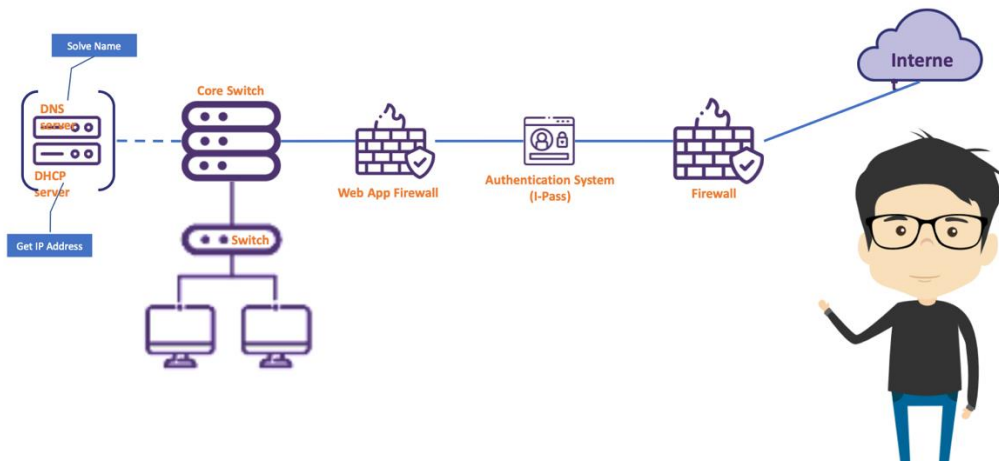 Solve Name
DNS
server
DHCP
server
Get IP Address
Core Switch
Switch
Web App Firewall
Authentication System
(I-Pass)
Firewall
Interne